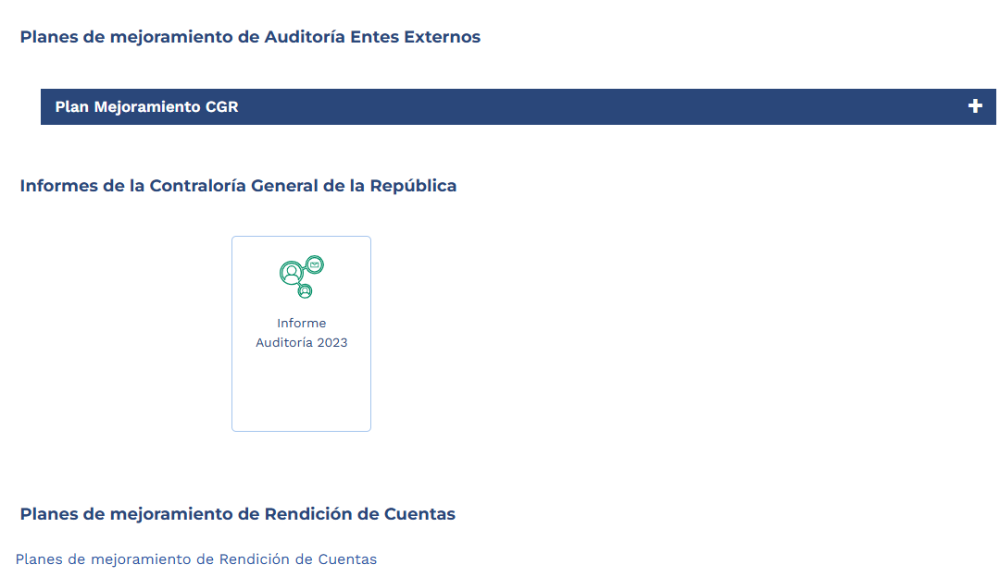 Planes de mejoramiento de Auditoría Entes Externos
Plan Mejoramiento CGR
Informes de la Contraloría General de la República
Informe
Auditoría 2023
Planes de mejoramiento de Rendición de Cuentas
Planes de mejoramiento de Rendición de Cuentas